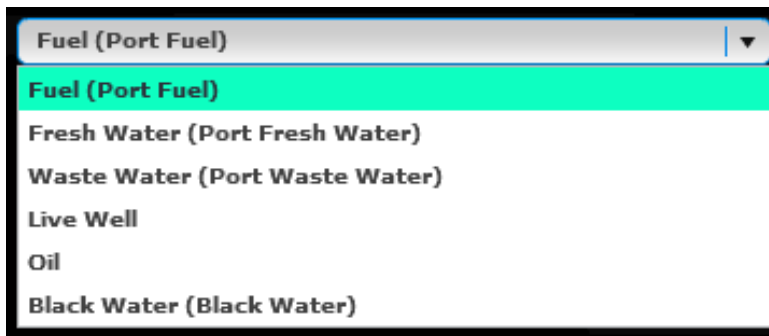 Fuel (Port Fuel)
Fuel (Port Fuel)
Fresh Water (Port Fresh Water)
Waste Water (Port Waste Water)
Live Well
Oil
Black Water (Black Water)